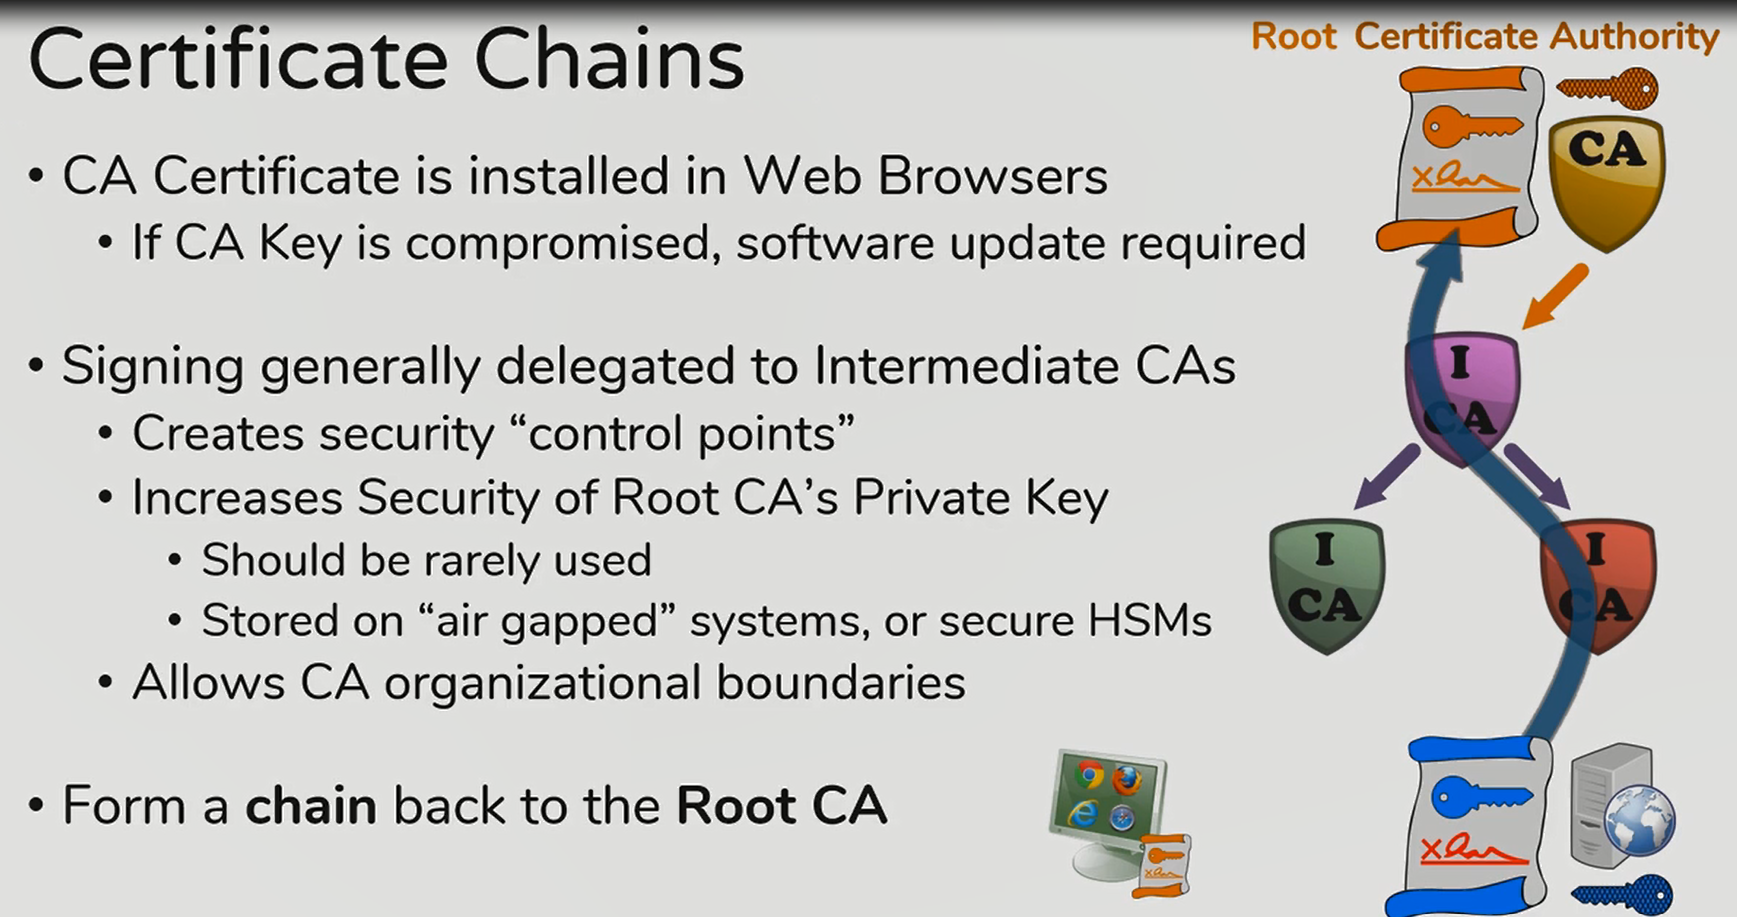 Certificate Chains
Root Certificate Authority
• CA Certificate is installed in Web Browsers
• If CA Key is compromised, software update required
• Signing generally delegated to Intermediate CAs
• Creates security “control points”
• Increases Security of Root CA’s Private Key
• Should be rarely used
• Stored on “air gapped” systems, or secure HSMs
• Allows CA organizational boundaries
• Form a chain back to the Root CA
CA
I
CA
I
CA
I
CA